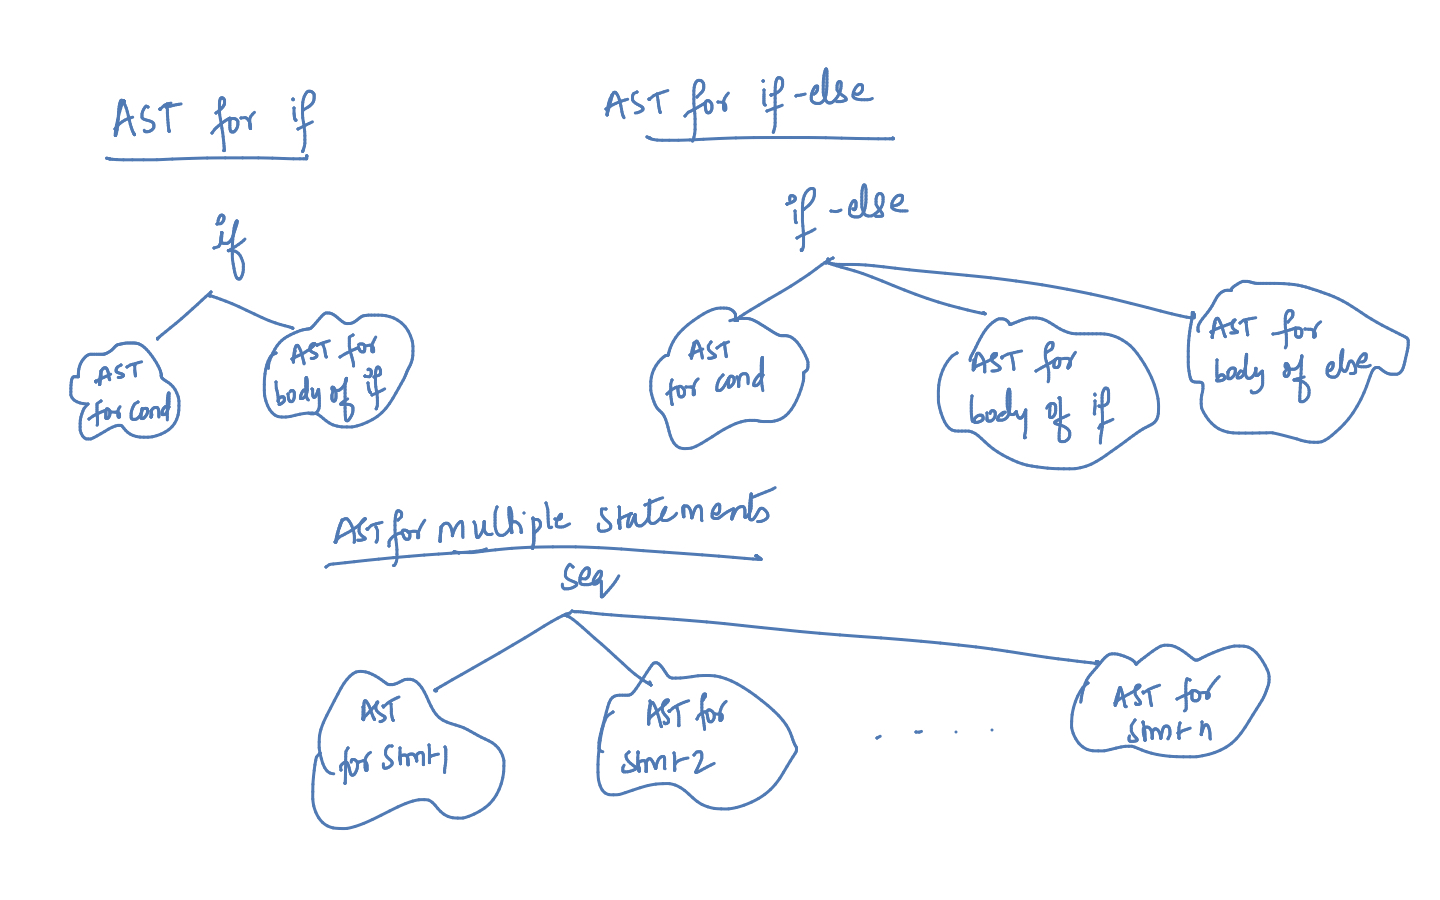 AST for if
AST for if-else
if
if-else
AST
for cond
AST for
body of if
AST
for cond
AST for
body of if
AST for
body of else
AST for multiple statements
seq
AST
for stmt1
AST for
stmt2
.....
AST for
stmt n